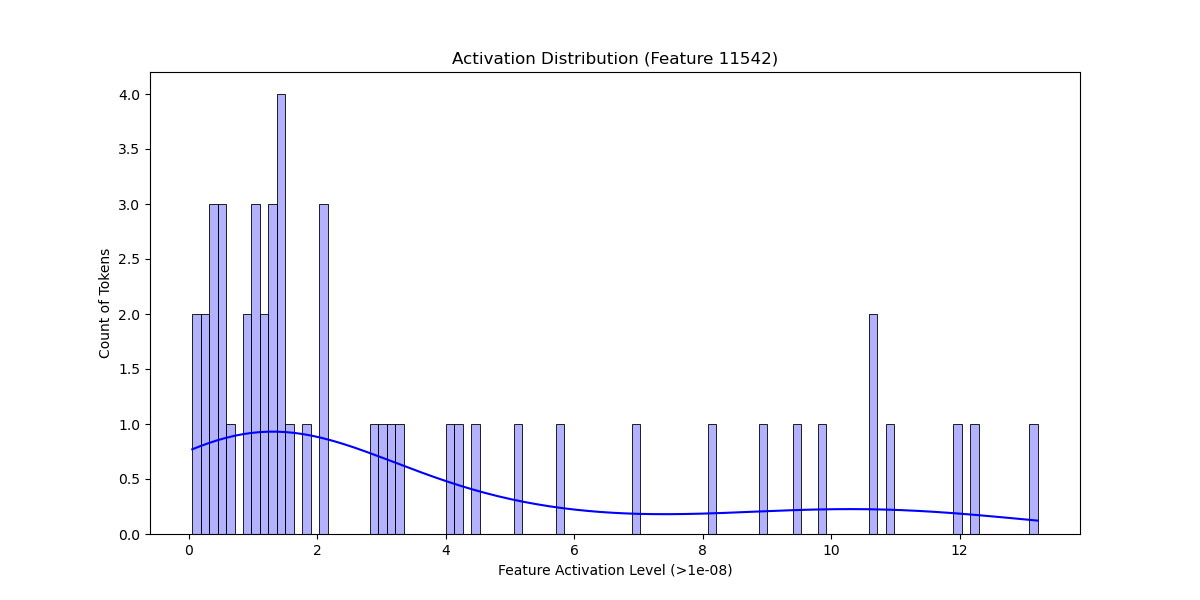 Activation Distribution (Feature 11542)
4.0
3.5
3.0
2.5
2.0
1.5
1.0
0.5
0.0
Count of Tokens
0 2 4 6 8 10 12
Feature Activation Level (>1e-08)